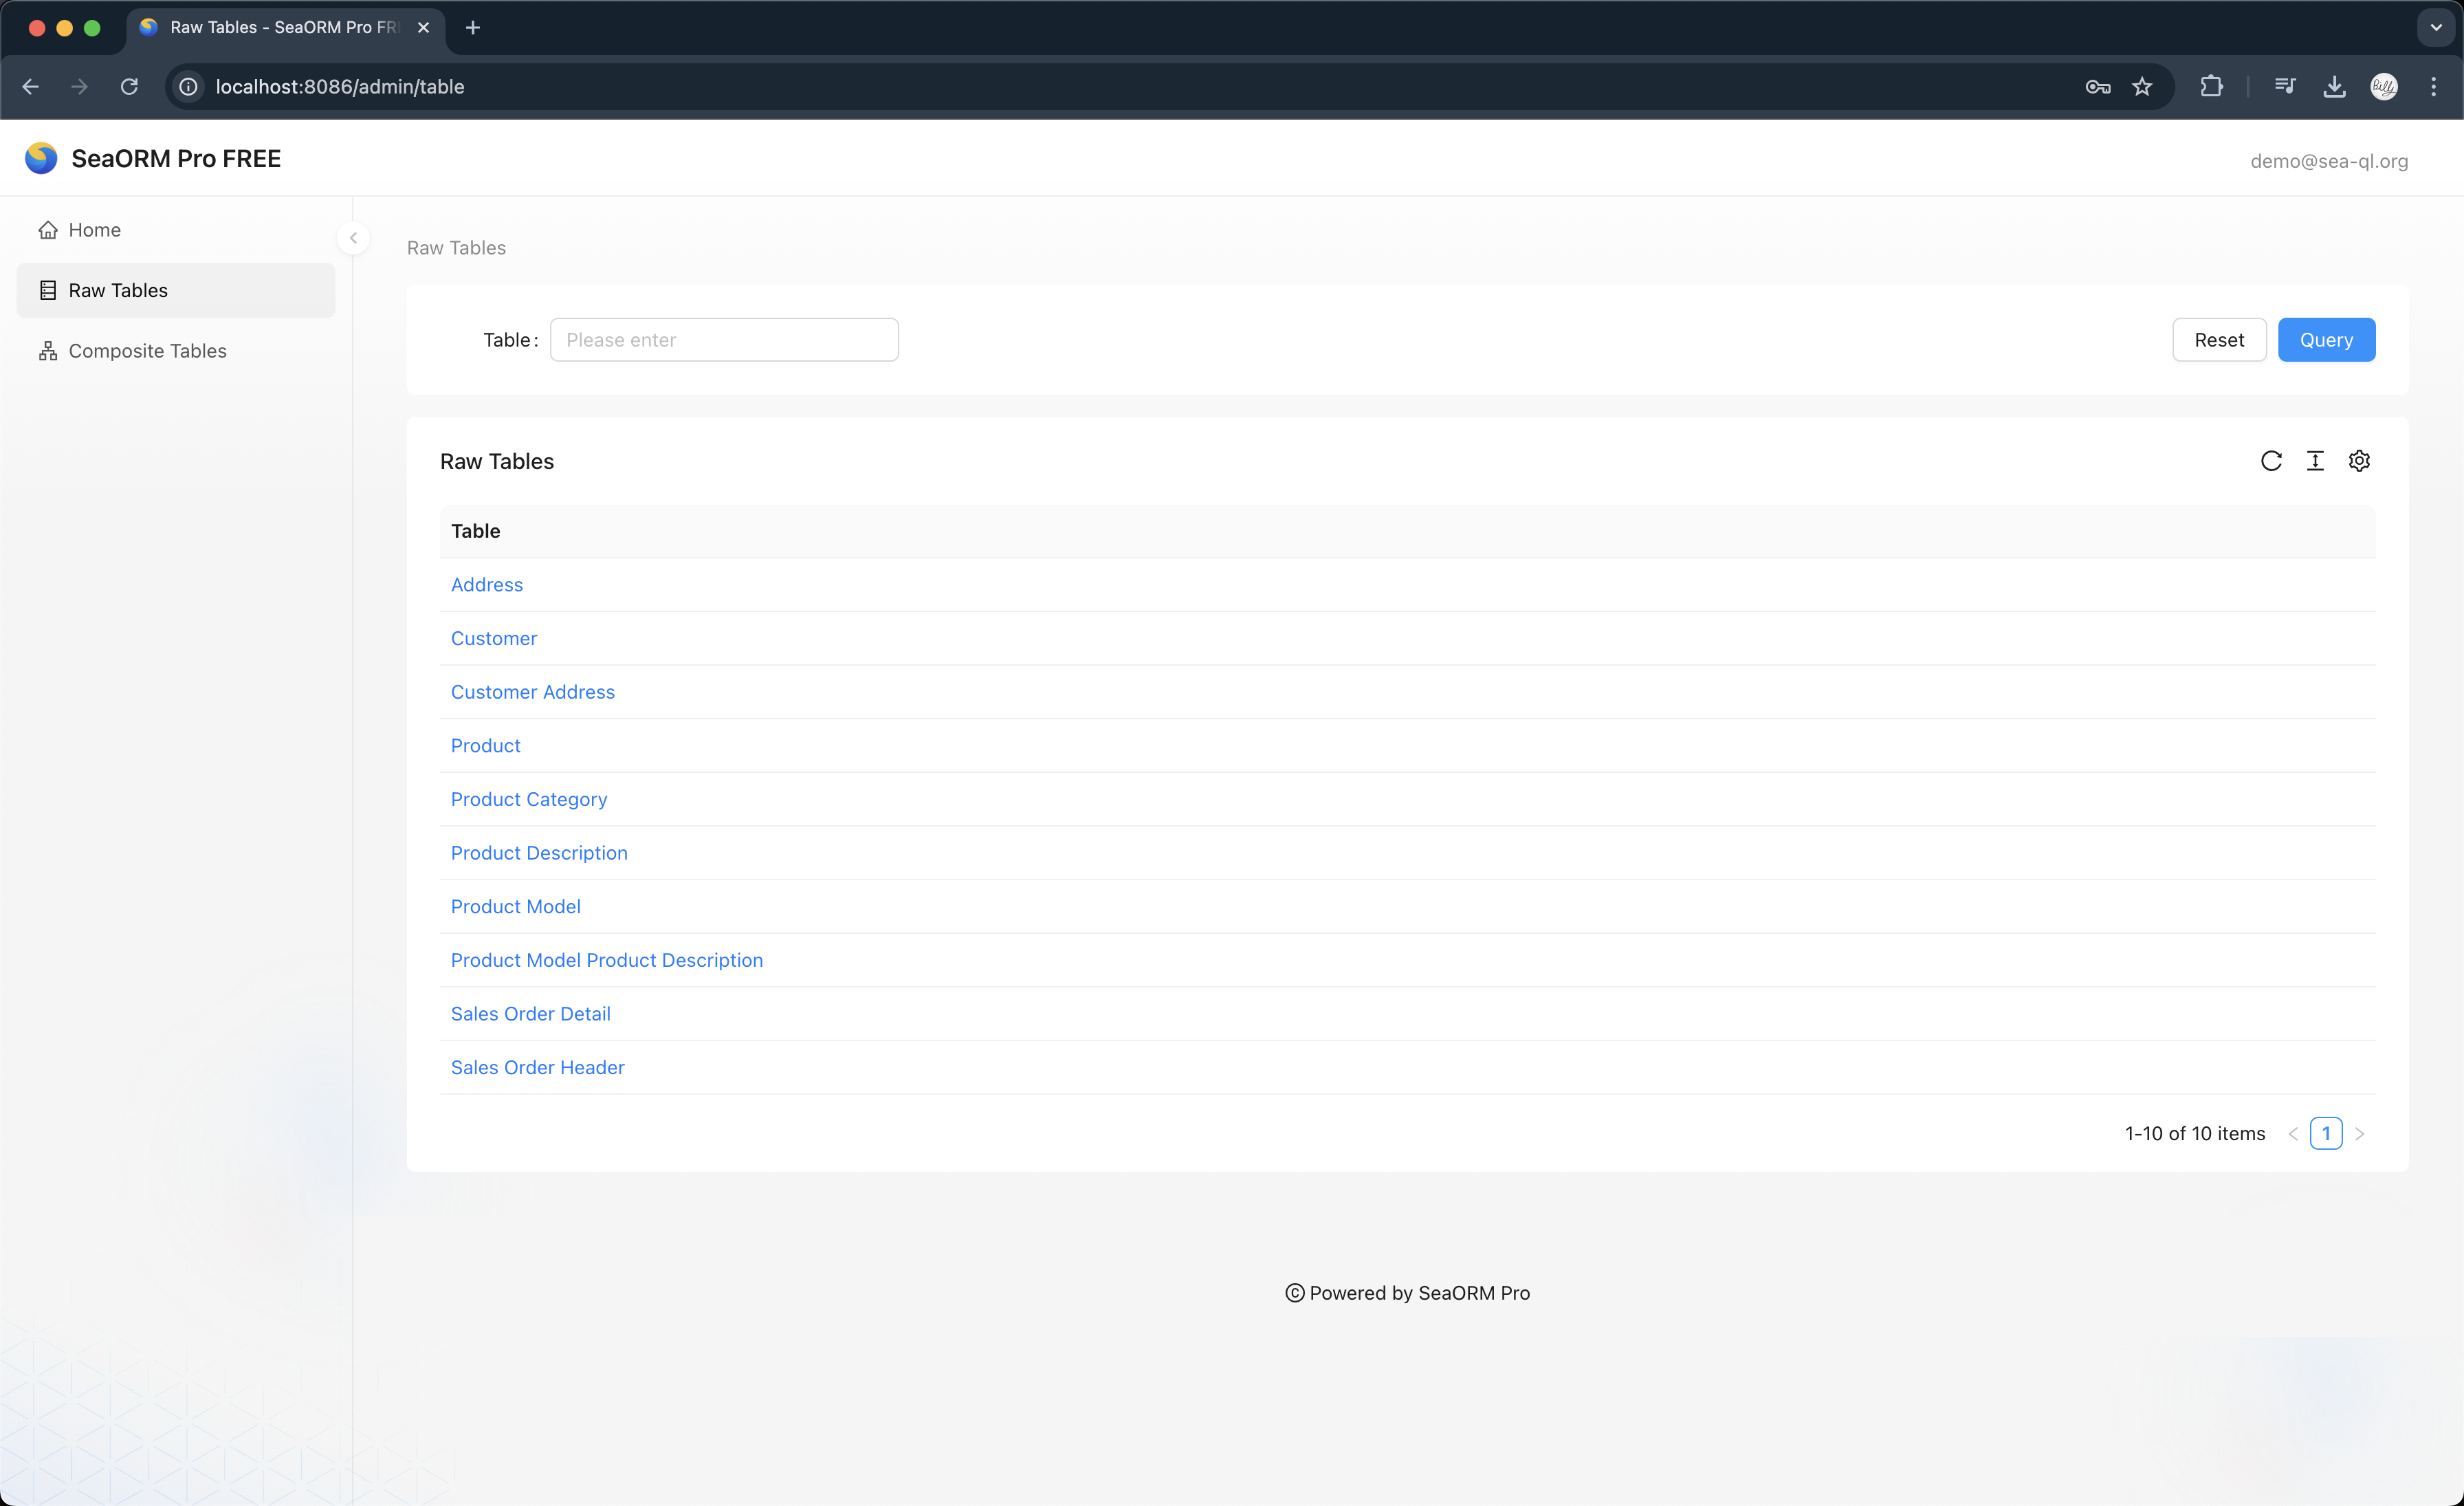 Raw Tables - SeaORM Pro FR
localhost:8086/admin/table
SeaORM Pro FREE
demo@sea-ql.org
Home
Raw Tables
Composite Tables
Raw Tables
Table:
Please enter
Reset
Query
Raw Tables
Table
Address
Customer
Customer Address
Product
Product Category
Product Description
Product Model
Product Model Product Description
Sales Order Detail
Sales Order Header
1-10 of 10 items
1
© Powered by SeaORM Pro